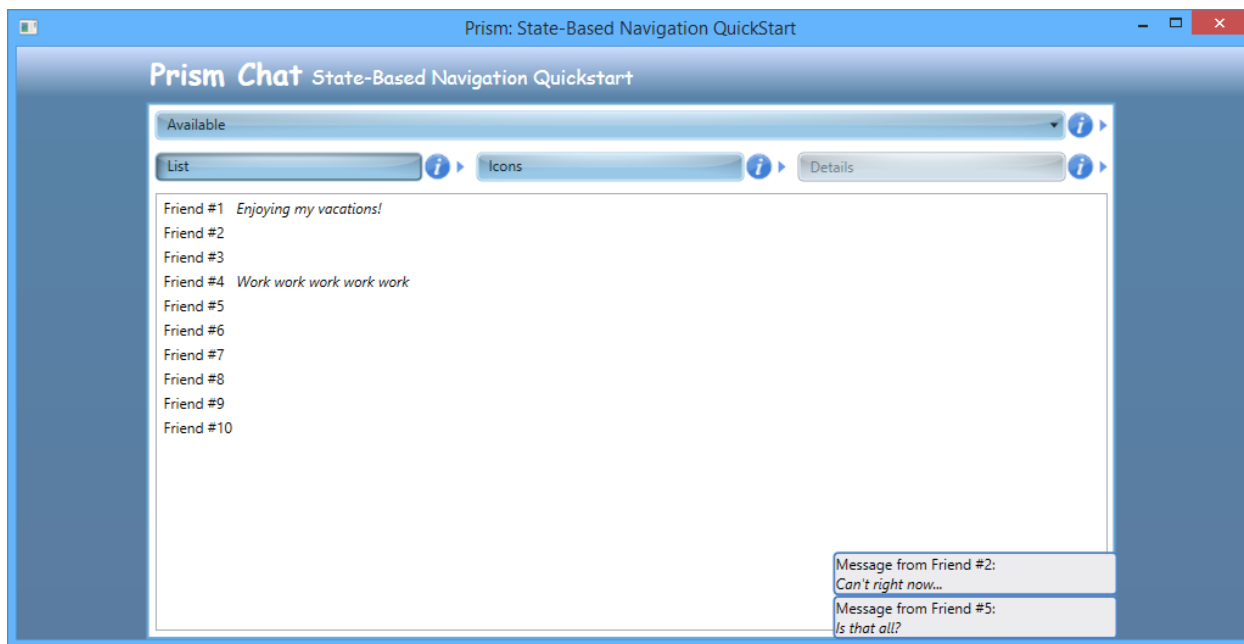 Prism: State-Based Navigation QuickStart
Prism Chat State-Based Navigation Quickstart
Available
List Icons Details
Friend #1 Enjoying my vacations!
Friend #2
Friend #3
Friend #4 Work work work work work
Friend #5
Friend #6
Friend #7
Friend #8
Friend #9
Friend #10
Message from Friend #2:
Can't right now...
Message from Friend #5:
Is that all?